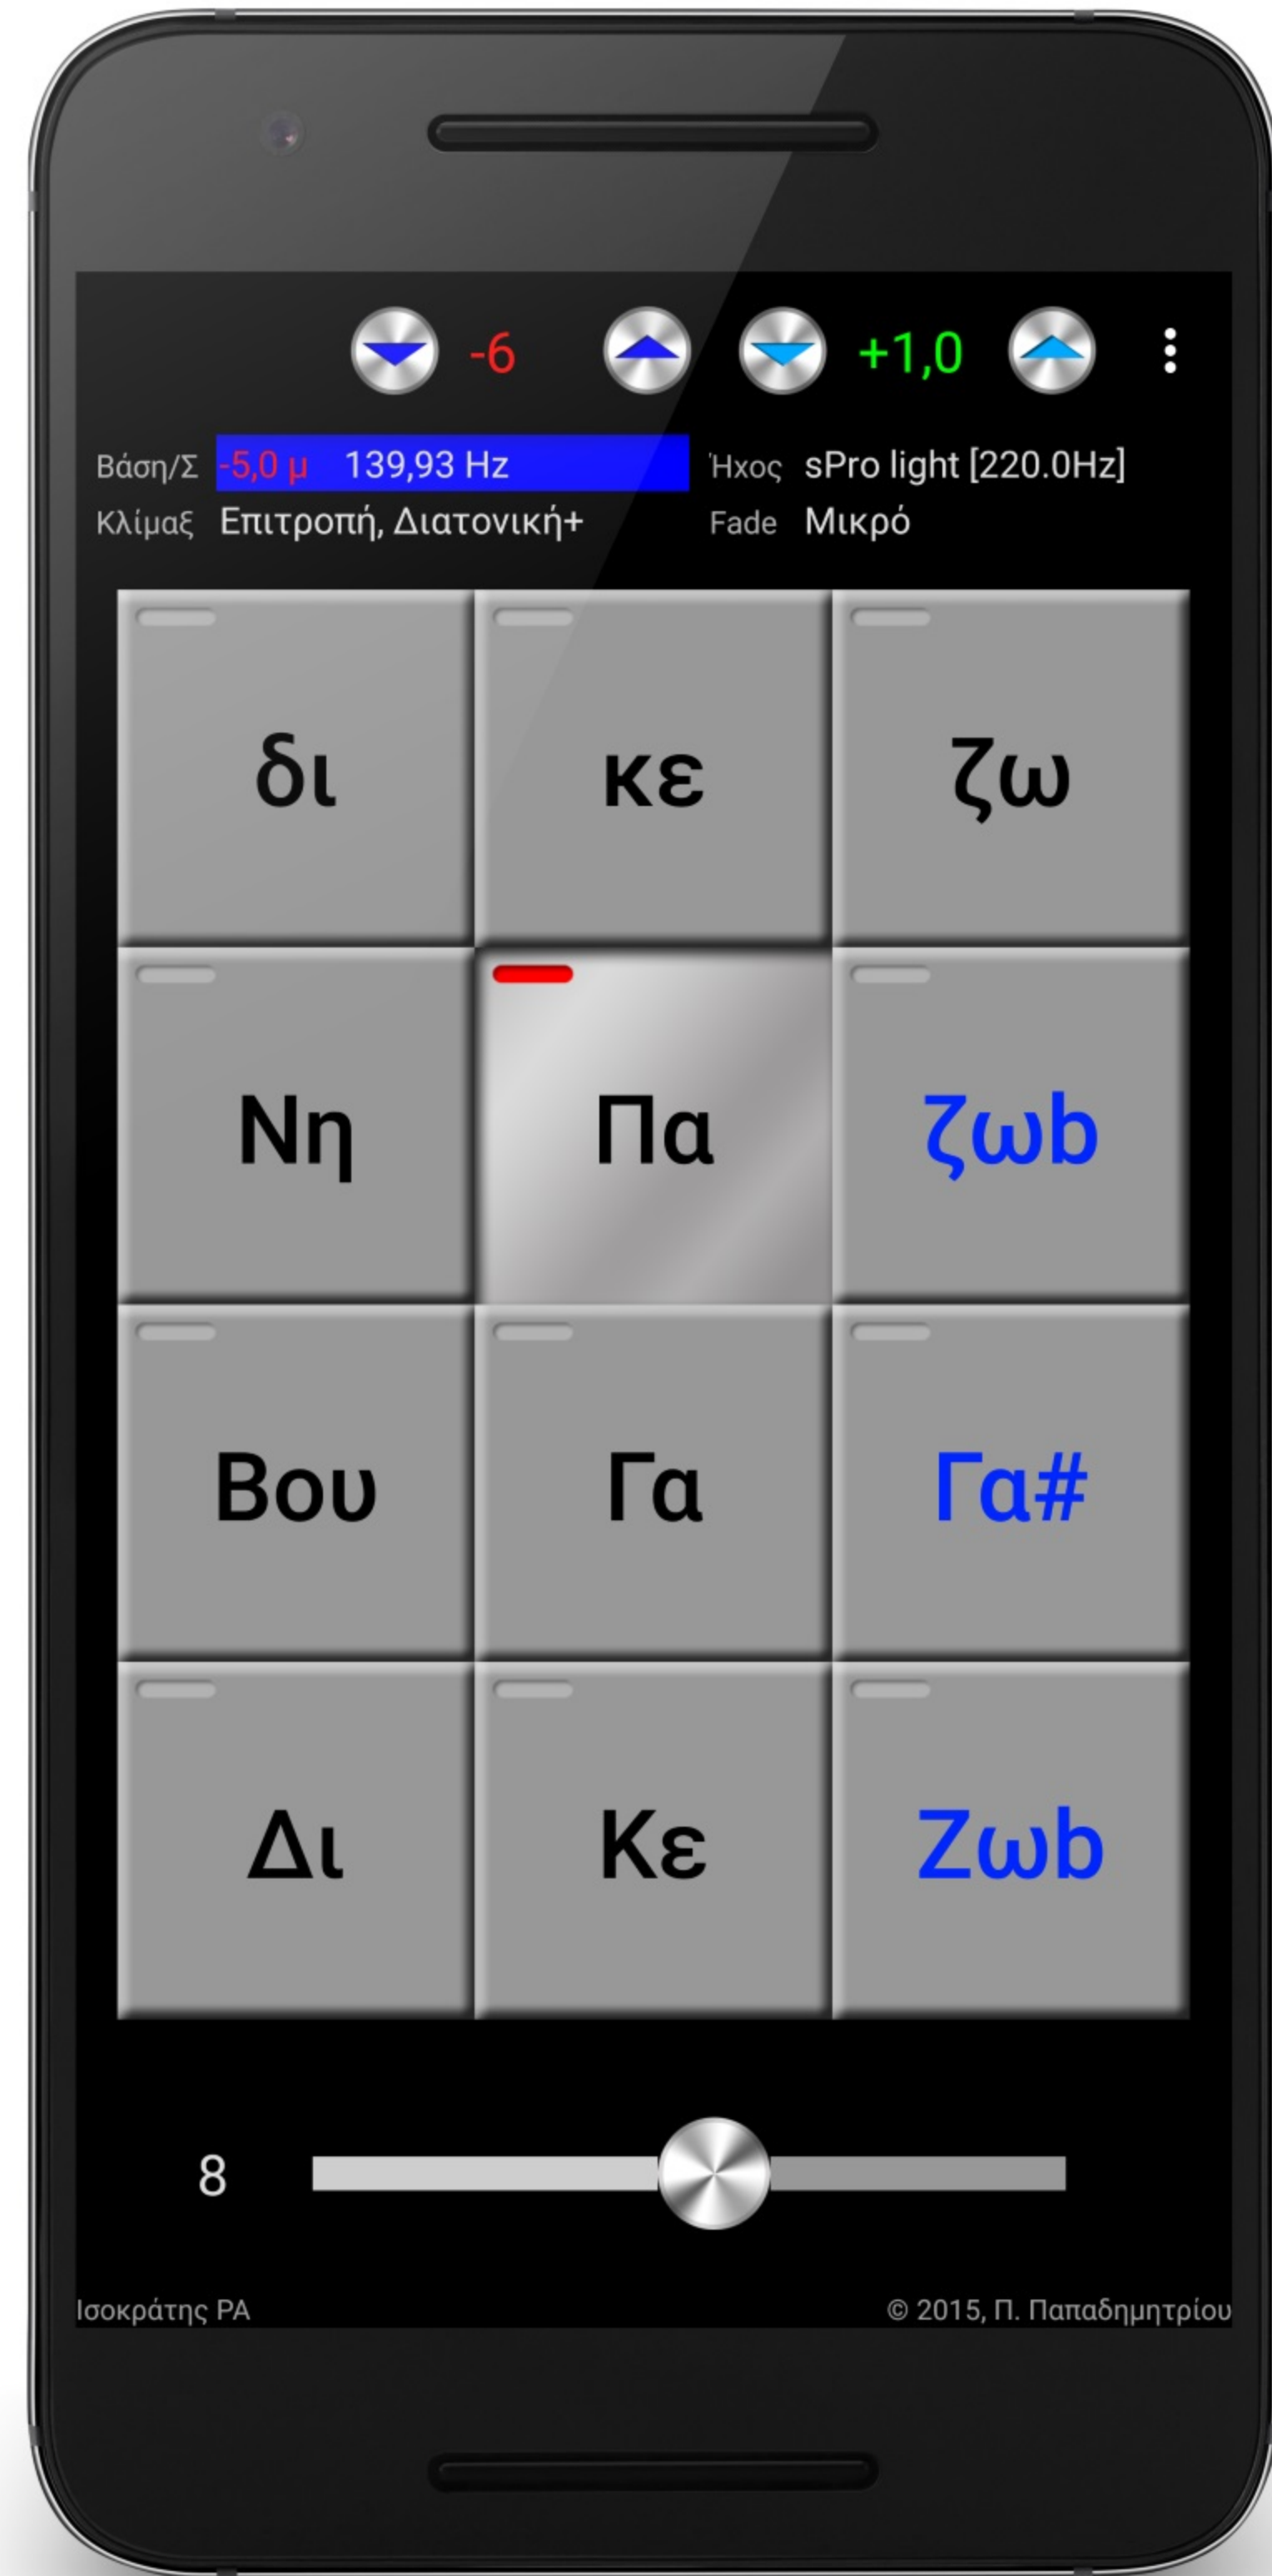 -6 +1,0
Βάση/Σ -5,0 μ 139,93 Hz Ήχος sPro light [220.0Hz]
Κλίμαξ Επιτροπή, Διατονική+ Fade Μικρό
δι κε ζω
Νη Πα ζωb
Βου Γα Γα#
Δι Κε Ζωb
8
Ισοκράτης PA © 2015, Π. Παπαδημητρίου